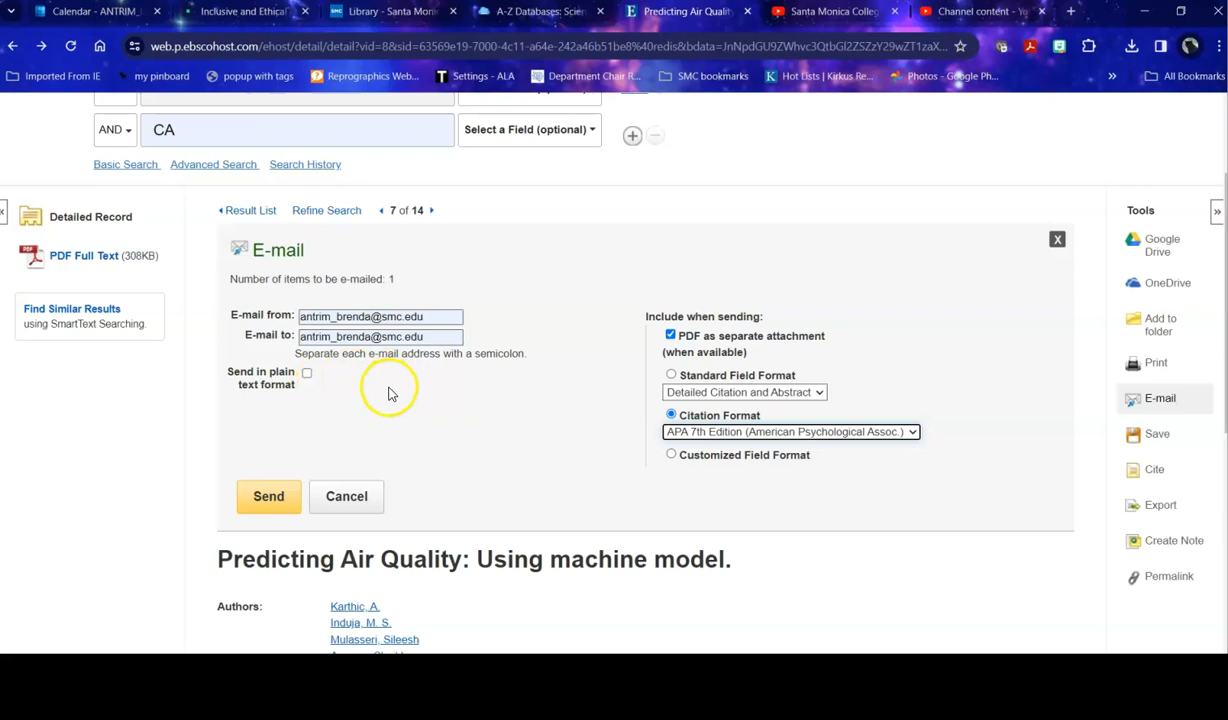 Calendar - ANTRIM_
Inclusive and Ethical
SMC Library - Santa Moni
A-Z Databases: Scien
Predicting Air Quality
Santa Monica Colleg
Channel content - Yo
web.p.ebscohost.com/ehost/detail/detail?vid=8&sid=63569e19-7000-4c11-a64e-242a46b51be8%40redis&bdata=JnNpdGU9ZWhvc3QtbGl2ZSZzY29wZT1zaX...
Imported From IE
my pinboard
popup with tags
Reprographics Web...
Settings - ALA
Department Chair R...
SMC bookmarks
Hot Lists | Kirkus Re...
Photos - Google Ph...
All Bookmarks
AND
CA
Select a Field (optional)
Basic Search
Advanced Search
Search History
Detailed Record
PDF Full Text (308KB)
Find Similar Results
using SmartText Searching.
Result List
Refine Search
7 of 14
E-mail
X
Number of items to be e-mailed: 1
E-mail from: antrim_brenda@smc.edu
E-mail to: antrim_brenda@smc.edu
Separate each e-mail address with a semicolon.
Send in plain
text format
Include when sending:
PDF as separate attachment
(when available)
Standard Field Format
Detailed Citation and Abstract
Citation Format
APA 7th Edition (American Psychological Assoc.)
Customized Field Format
Send
Cancel
Predicting Air Quality: Using machine model.
Authors:
Karthic, A.
Induja, M. S.
Mulasseri, Sileesh
Tools
Google
Drive
OneDrive
Add to
folder
Print
E-mail
Save
Cite
Export
Create Note
Permalink